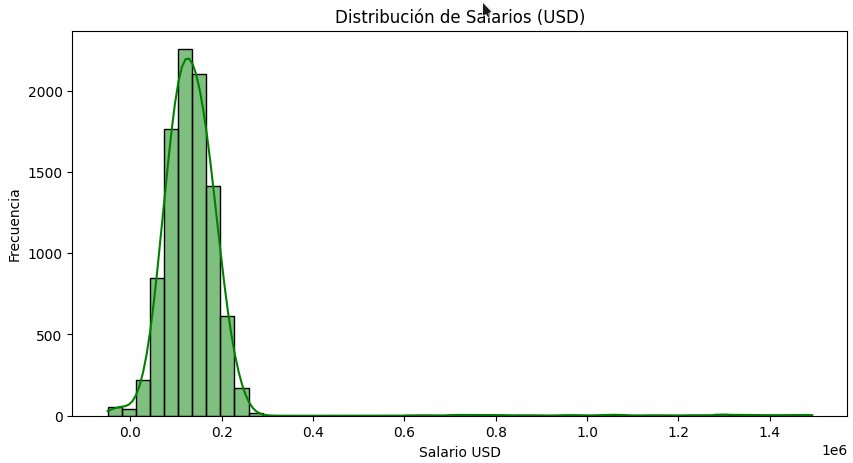 Distribución de Salarios (USD)
Frecuencia
2000
1500
1000
500
0
0.0 0.2 0.4 0.6 0.8 1.0 1.2 1.4
1e6
Salario USD